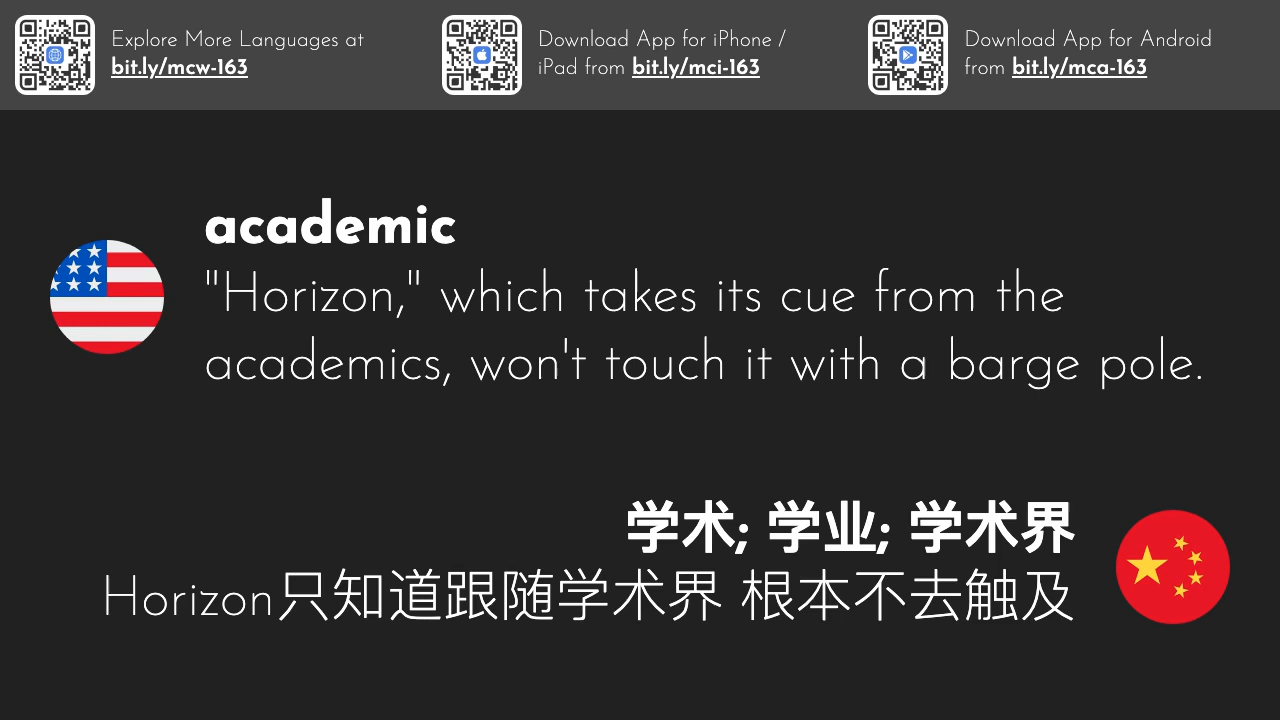 Explore More Languages at
bit.ly/mcw-163
Download App for iPhone /
iPad from bit.ly/mci-163
Download App for Android
from bit.ly/mca-163
academic
"Horizon," which takes its cue from the
academics, won't touch it with a barge pole.
学术; 学业; 学术界
Horizon只知道跟随学术界 根本不去触及